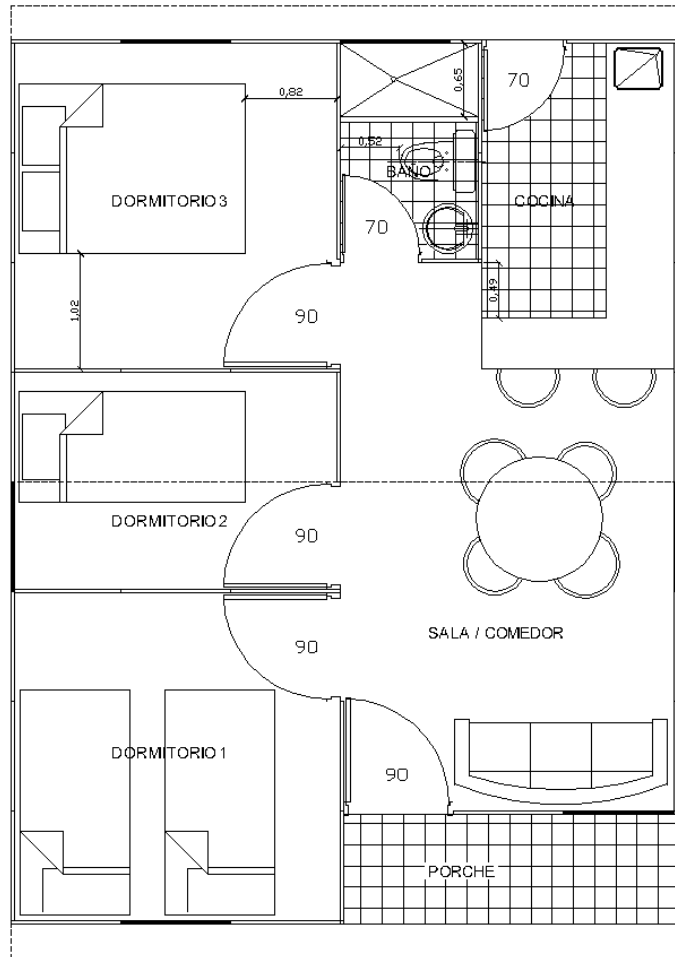 70
0,82
0,65
0,52
BAÑO
DORMITORIO 3
COCINA
70
0,49
1,02
90
DORMITORIO 2
90
SALA / COMEDOR
90
DORMITORIO 1
90
PORCHE